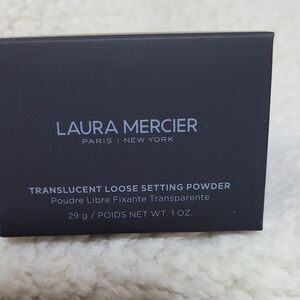 LAURA MERCIER
PARIS | NEW YORK
TRANSLUCENT LOOSE SETTING POWDER
Poudre Libre Fixante Transparente
29 g / POIDS NET WT. 1 OZ.